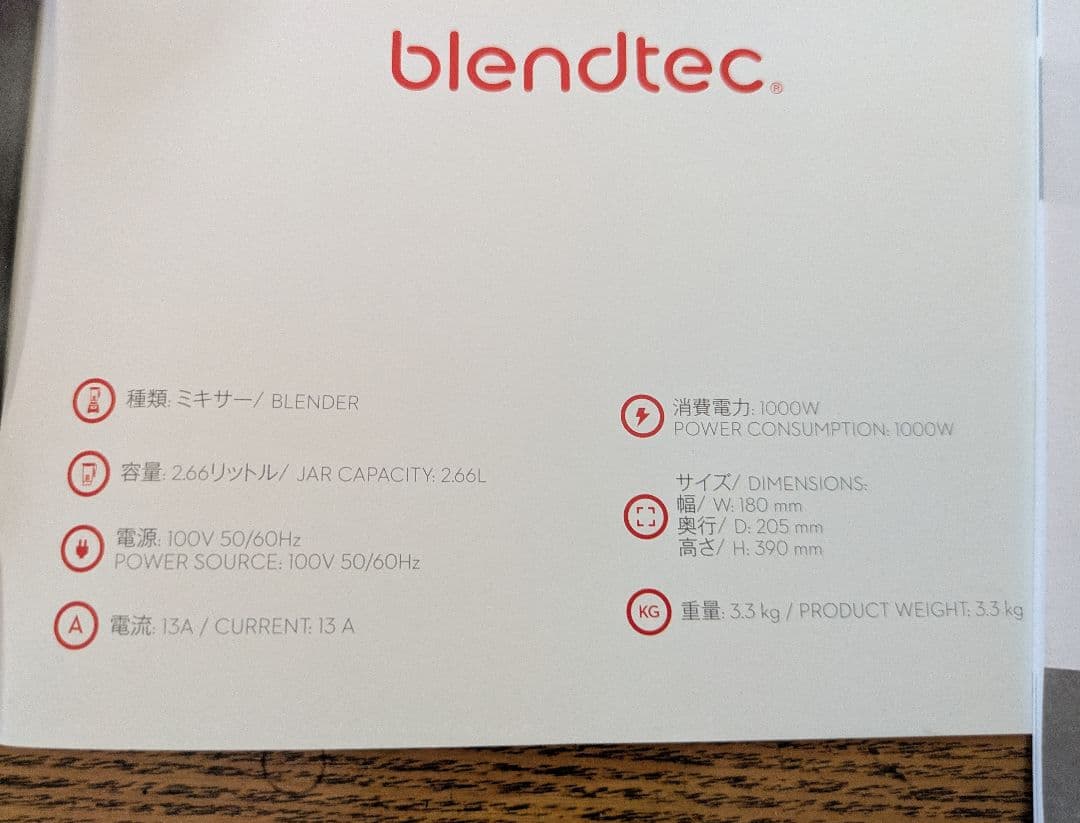 blendtec®
種類: ミキサー/ BLENDER
容量: 2.66リットル/ JAR CAPACITY: 2.66L
電源: 100V 50/60Hz
POWER SOURCE: 100V 50/60Hz
A
電流: 13A / CURRENT: 13 A
消費電力: 1000W
POWER CONSUMPTION: 1000W
サイズ/ DIMENSIONS:
幅/ W: 180 mm
奥行/ D: 205 mm
高さ/ H: 390 mm
KG
重量: 3.3 kg / PRODUCT WEIGHT: 3.3 kg